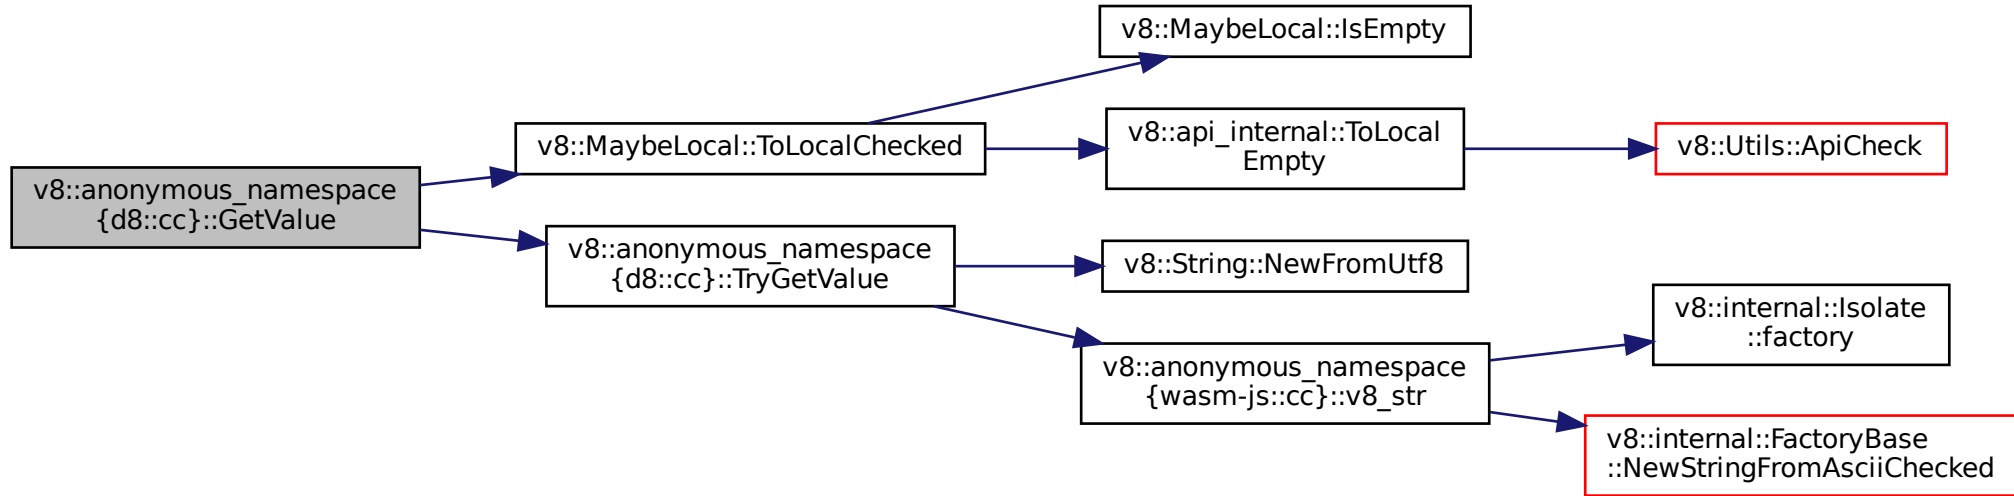 v8::MaybeLocal::IsEmpty
v8::MaybeLocal::ToLocalChecked
v8::api_internal::ToLocal
Empty
v8::Utils::ApiCheck
v8::anonymous_namespace
{d8::cc}::GetValue
v8::anonymous_namespace
{d8::cc}::TryGetValue
v8::String::NewFromUtf8
v8::internal::Isolate
::factory
v8::anonymous_namespace
{wasm-js::cc}::v8_str
v8::internal::FactoryBase
::NewStringFromAsciiChecked